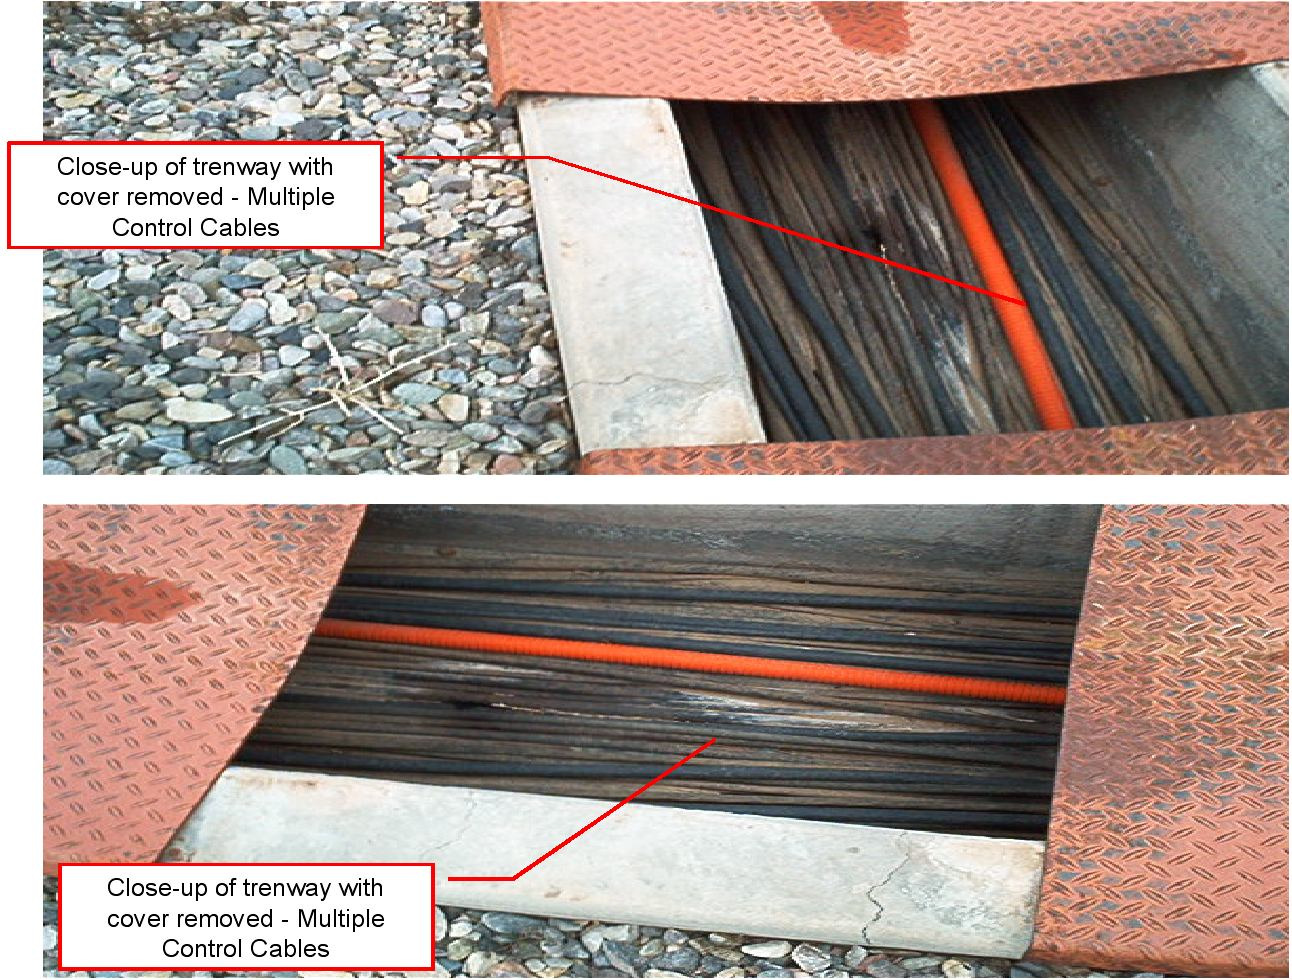 Close-up of trenway with
cover removed - Multiple
Control Cables
Close-up of trenway with
cover removed - Multiple
Control Cables